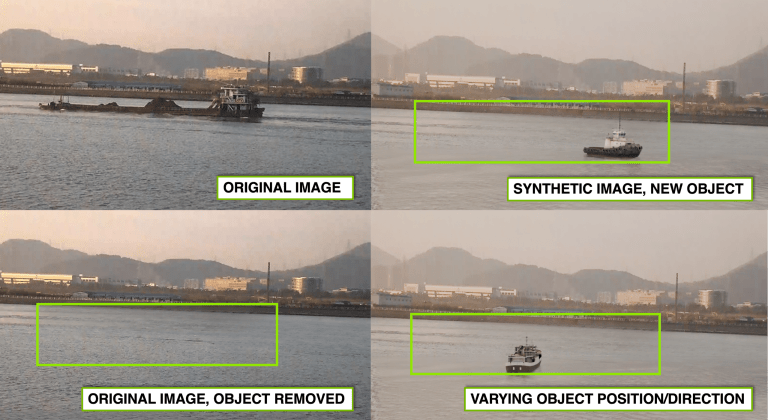 ORIGINAL IMAGE
SYNTHETIC IMAGE, NEW OBJECT
ORIGINAL IMAGE, OBJECT REMOVED
VARYING OBJECT POSITION/DIRECTION